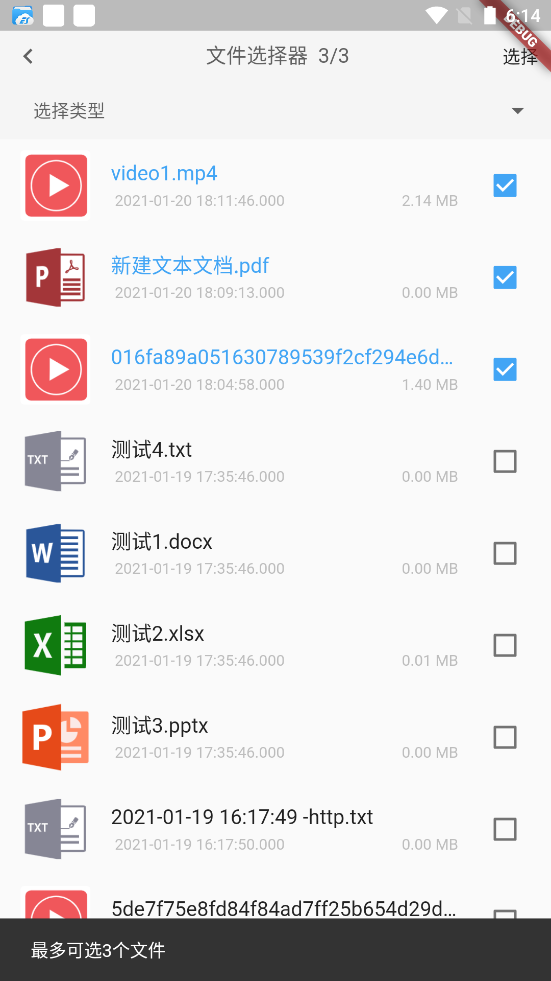 6:14
DEBUG
文件选择器 3/3
选择
选择类型
video1.mp4
2021-01-20 18:11:46.000 2.14 MB
P
新建文本文档.pdf
2021-01-20 18:09:13.000 0.00 MB
016fa89a051630789539f2cf294e6d...
2021-01-20 18:04:58.000 1.40 MB
TXT
测试4.txt
2021-01-19 17:35:46.000 0.00 MB
W
测试1.docx
2021-01-19 17:35:46.000 0.00 MB
X
测试2.xlsx
2021-01-19 17:35:46.000 0.01 MB
P
测试3.pptx
2021-01-19 17:35:46.000 0.00 MB
TXT
2021-01-19 16:17:49 -http.txt
2021-01-19 16:17:50.000 0.00 MB
5de7f75e8fd84f84ad7ff25b654d29d...
最多可选3个文件